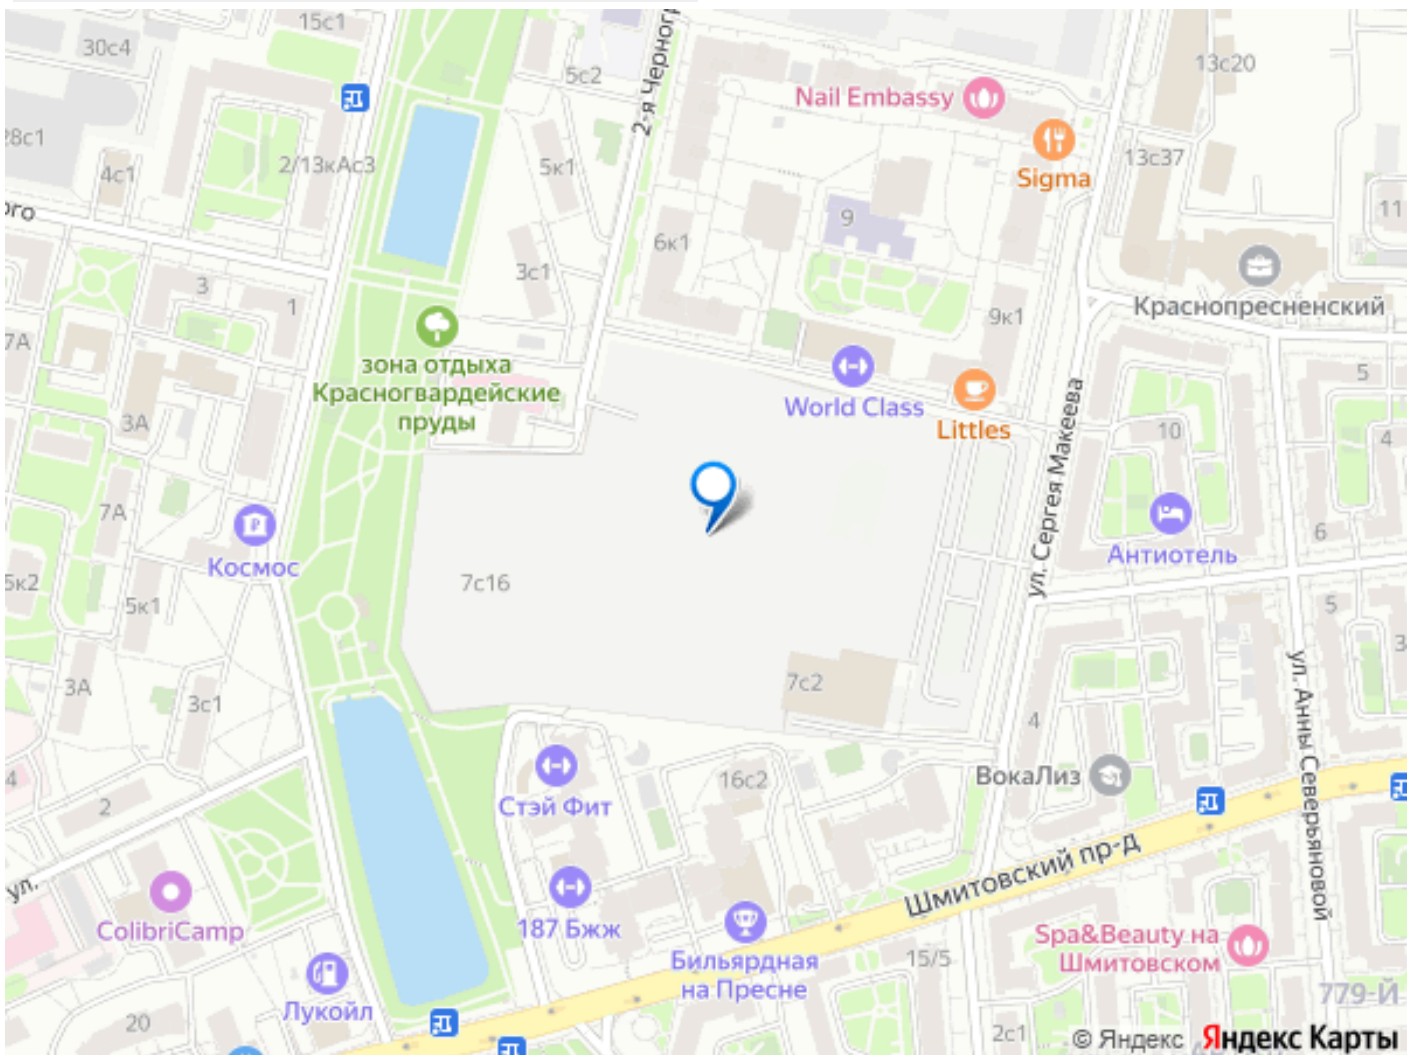 15с1
30с4
5с2
2-я Черногр
13с20
Nail Embassy
28с1
2/13кАс3
4с1
5к1
Sigma
13с37
ого
9
11
6к1
3с1
3
1
Краснопресненский
7А
9к1
зона отдыха
Красногвардейские
пруды
World Class
Littles
5
3А
10
4
ул. Сергея Макеева
7А
Космос
Антиотель
6
5к2
5к1
7с16
5
3
3А
3с1
7с2
ул. Анны Северьяновой
4
4
2
Стэй Фит
16с2
ВокаЛиз
Шмитовский пр-д
ул.
ColibriCamp
187 Бжж
Бильярдная
на Пресне
15/5
Spa&Beauty на
Шмитовском
Лукойл
20
779-Й
2с1
© Яндекс Яндекс Карты